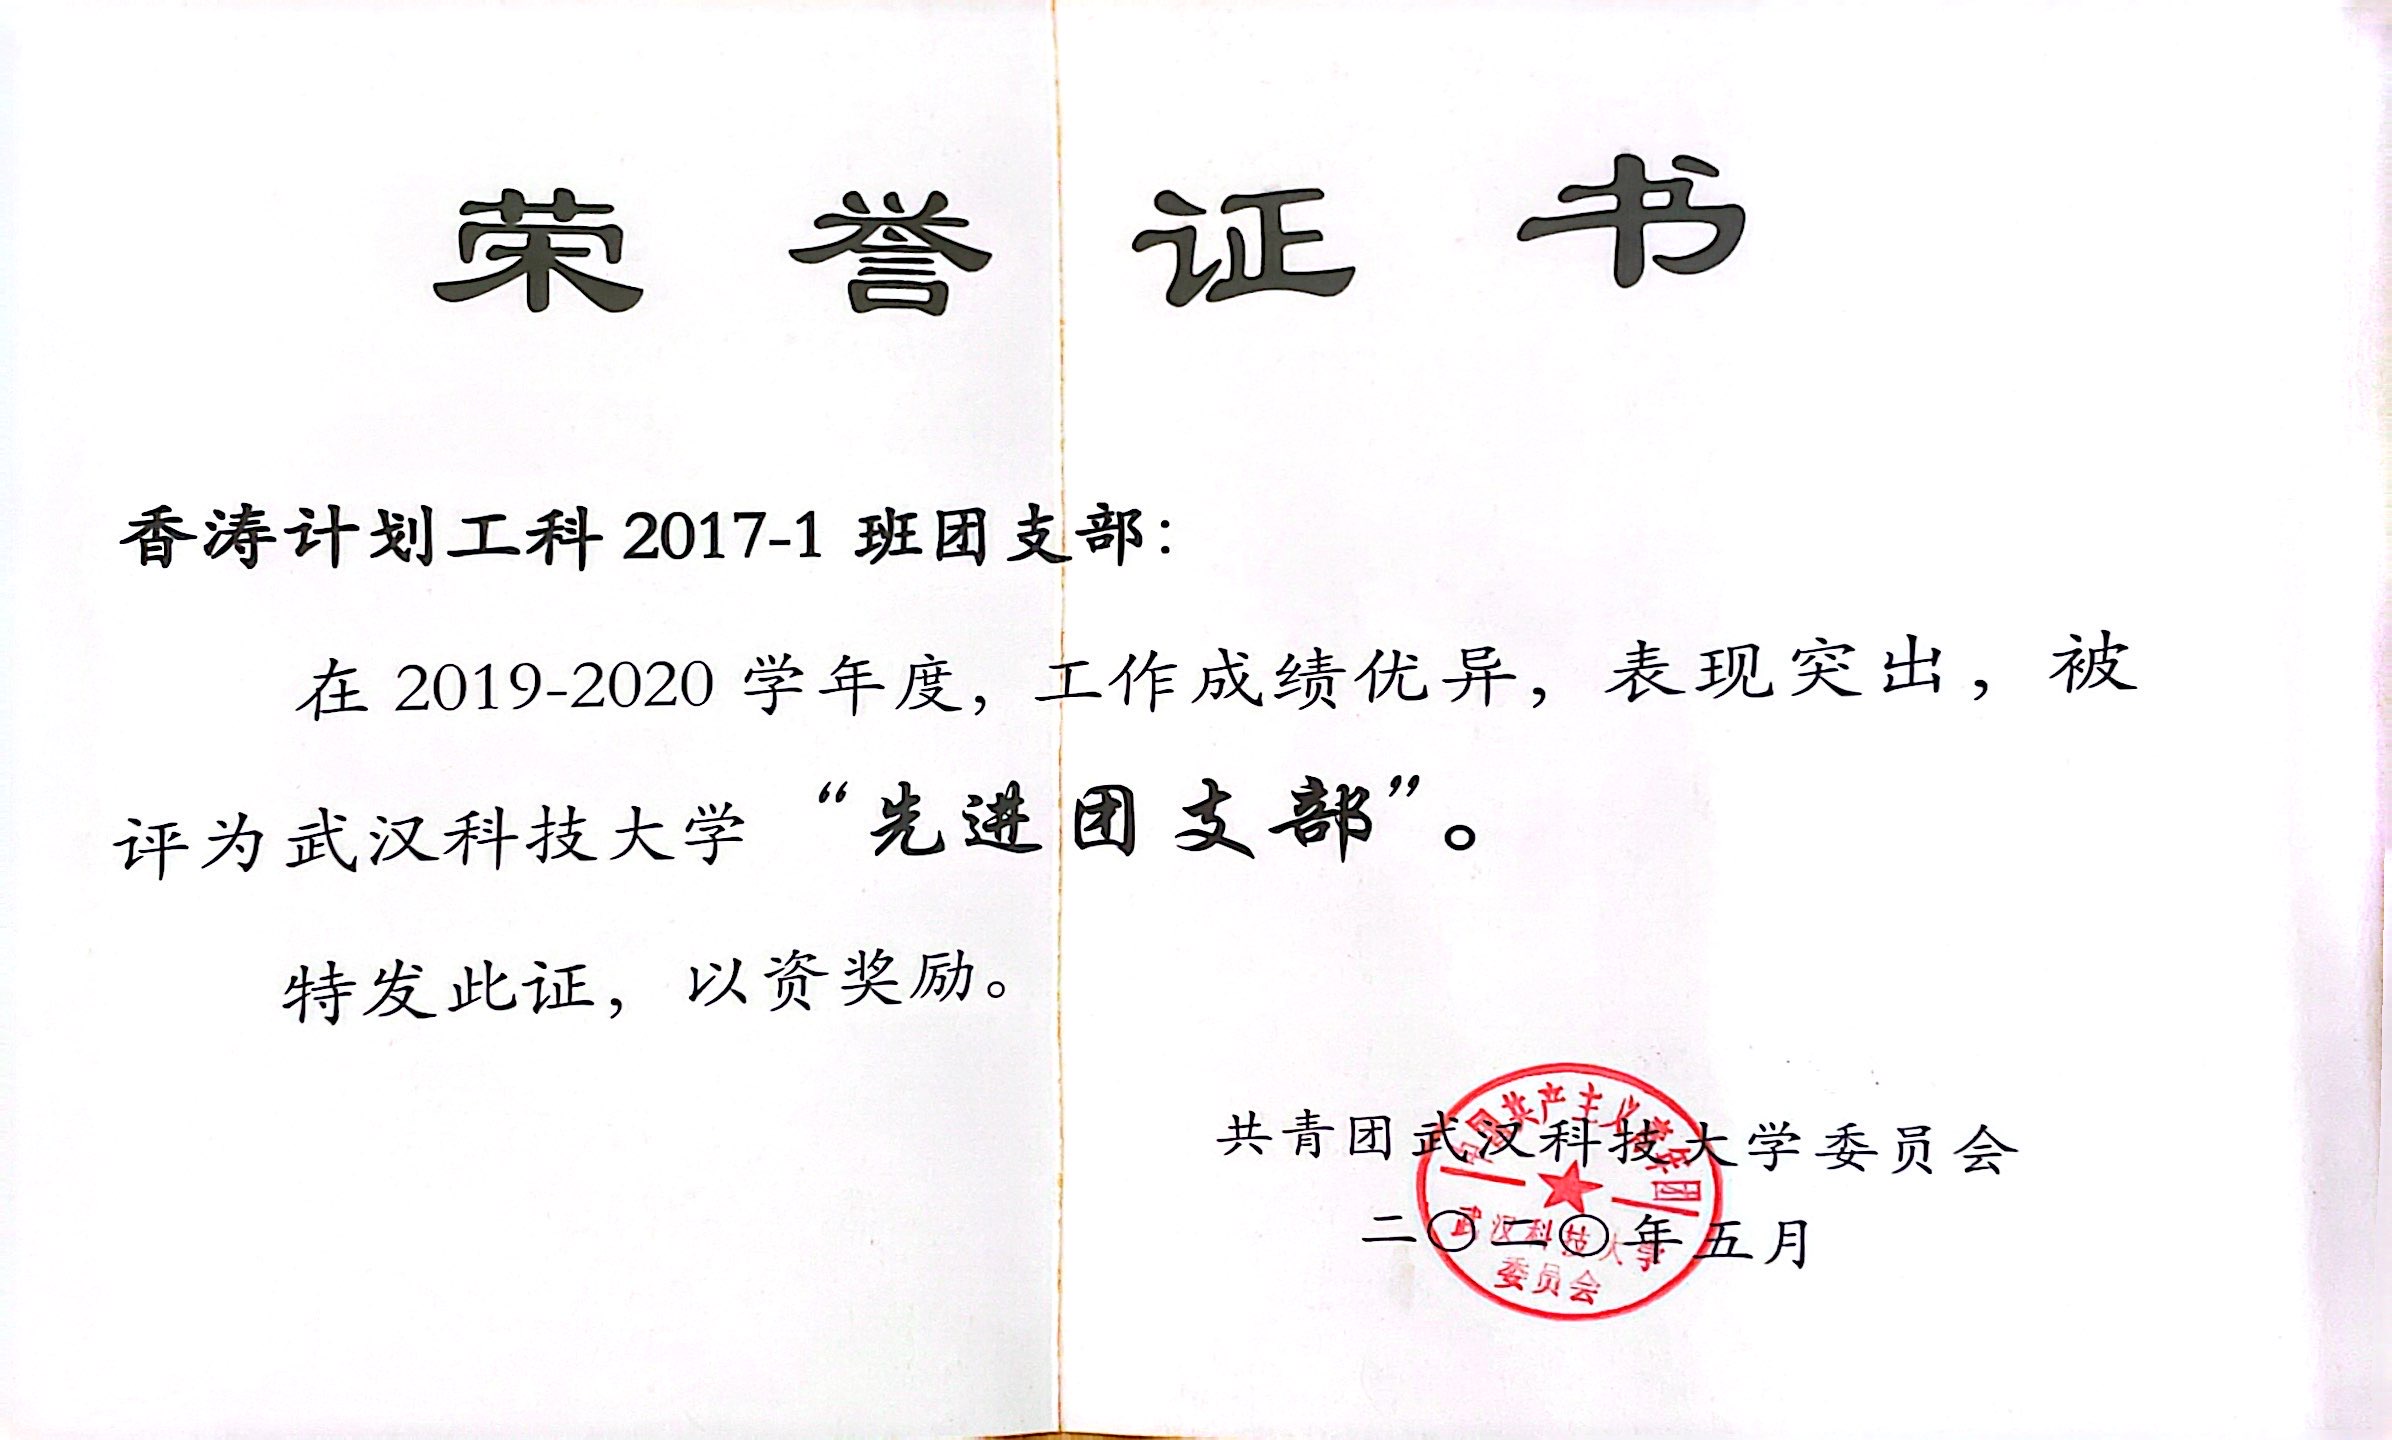 荣誉证书
香涛计划工科2017-1 班团支部：
在 2019-2020 学年度，工作成绩优异，表现突出，被
评为武汉科技大学“先进团支部”。
特发此证，以资奖励。
共青团武汉科技大学委员会
二〇二〇年五月
中国共产主义青年团
武汉科技大学
委员会